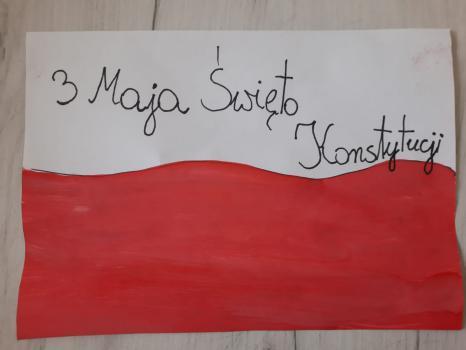 3 Maja Święto
Konstytucji